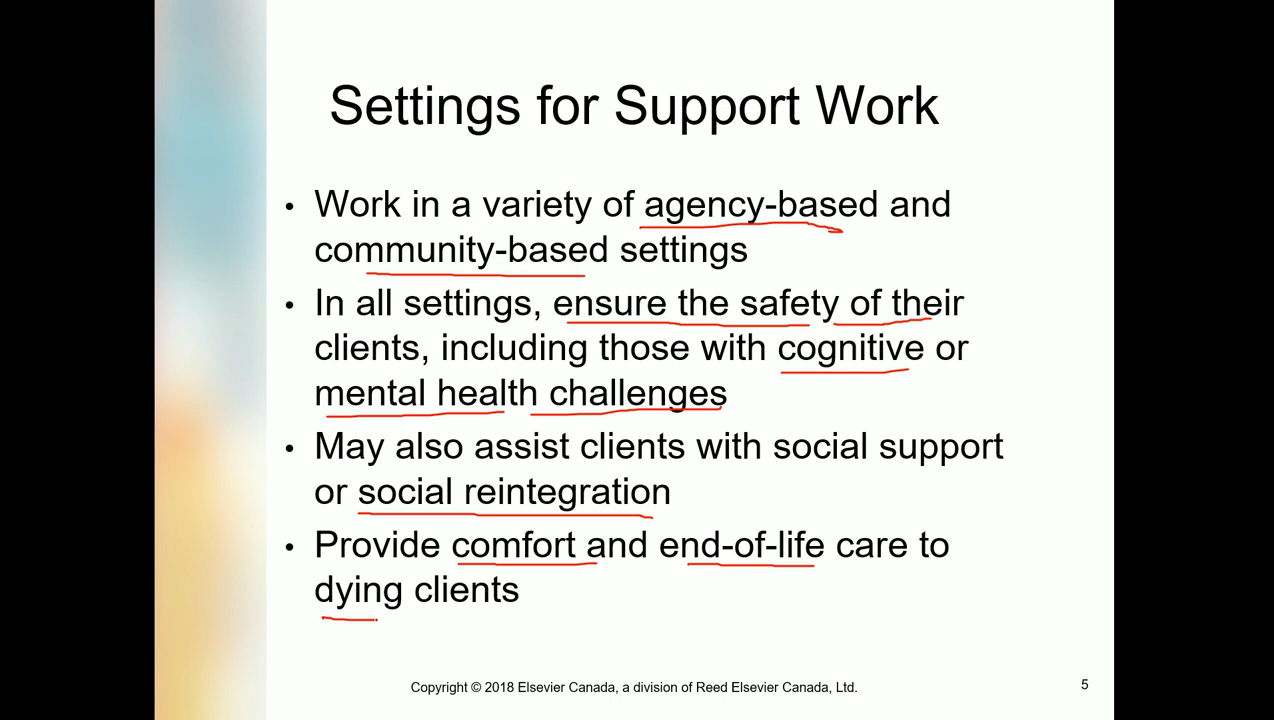 Settings for Support Work
• Work in a variety of agency-based and
community-based settings
• In all settings, ensure the safety of their
clients, including those with cognitive or
mental health challenges
• May also assist clients with social support
or social reintegration
• Provide comfort and end-of-life care to
dying clients
Copyright © 2018 Elsevier Canada, a division of Reed Elsevier Canada, Ltd.
5